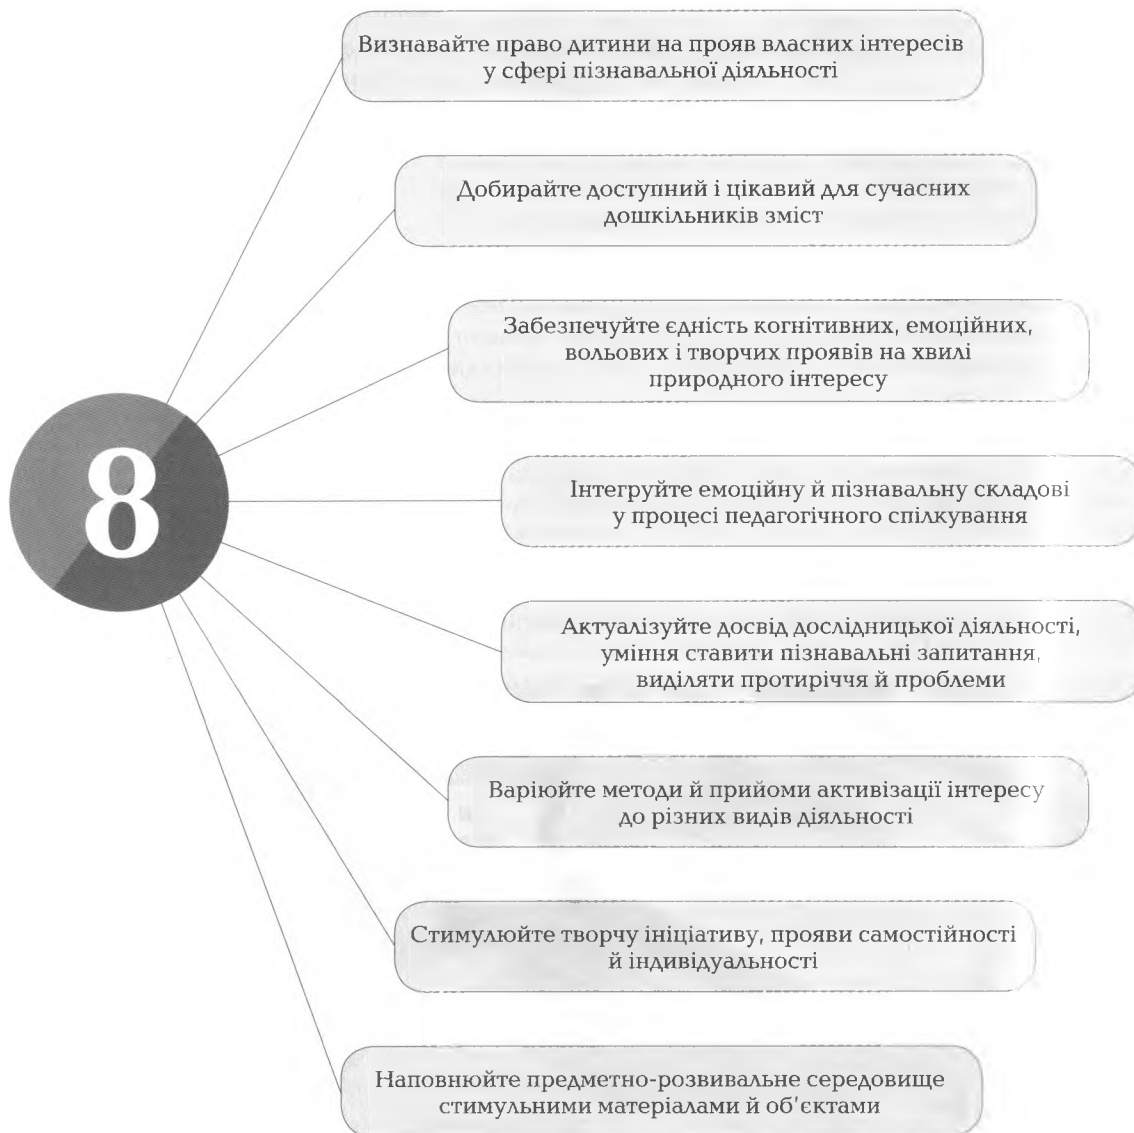 Визнавайте право дитини на прояв власних інтересів
у сфері пізнавальної діяльності
Добирайте доступний і цікавий для сучасних
дошкільників зміст
Забезпечуйте єдність когнітивних, емоційних,
вольових і творчих проявів на хвилі
природного інтересу
8
Інтегруйте емоційну й пізнавальну складові
у процесі педагогічного спілкування
Актуалізуйте досвід дослідницької діяльності,
уміння ставити пізнавальні запитання,
виділяти протиріччя й проблеми
Варіюйте методи й прийоми активізації інтересу
до різних видів діяльності
Стимулюйте творчу ініціативу, прояви самостійності
й індивідуальності
Наповнюйте предметно-розвивальне середовище
стимульними матеріалами й об’єктами